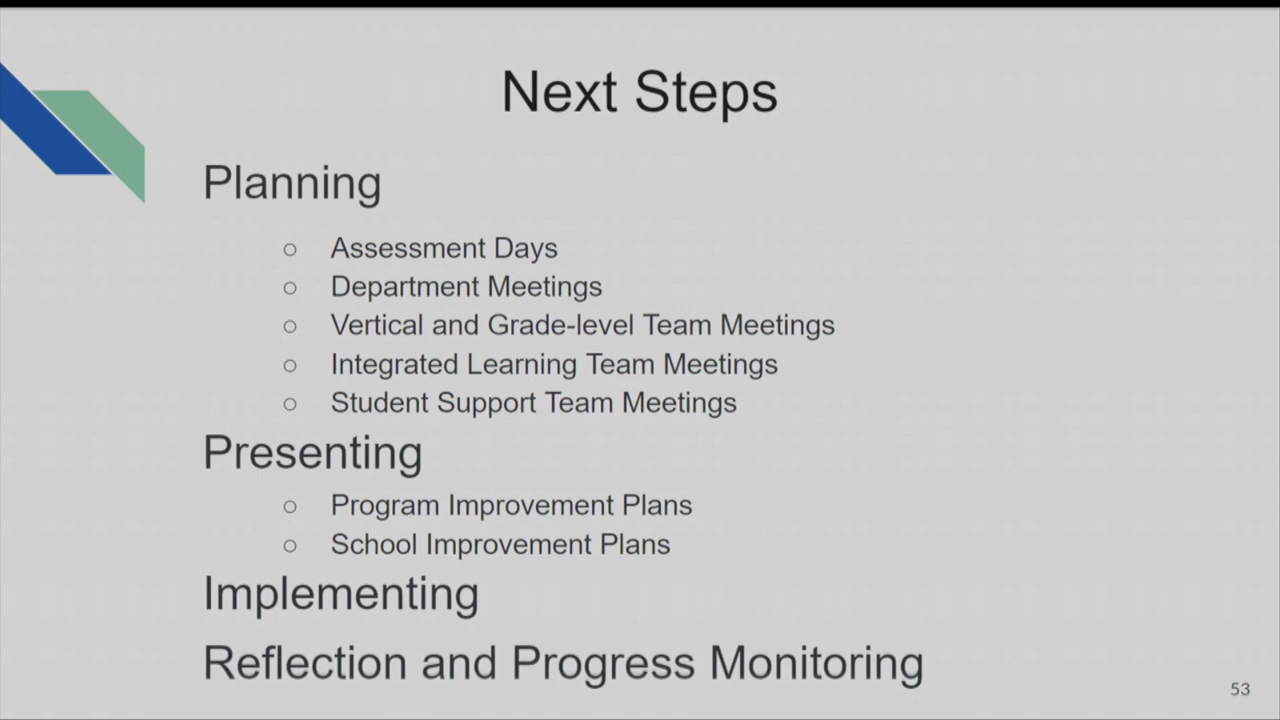 Next Steps
Planning
○ Assessment Days
○ Department Meetings
○ Vertical and Grade-level Team Meetings
○ Integrated Learning Team Meetings
○ Student Support Team Meetings
Presenting
○ Program Improvement Plans
○ School Improvement Plans
Implementing
Reflection and Progress Monitoring
53